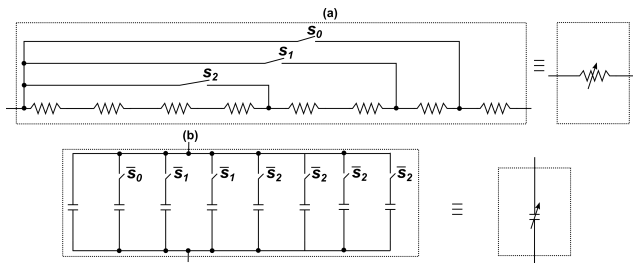 (a)
S₀
S₁
S₂
≡
(b)
S̅₀ S̅₁ S̅₁ S̅₂ S̅₂ S̅₂ S̅₂
≡